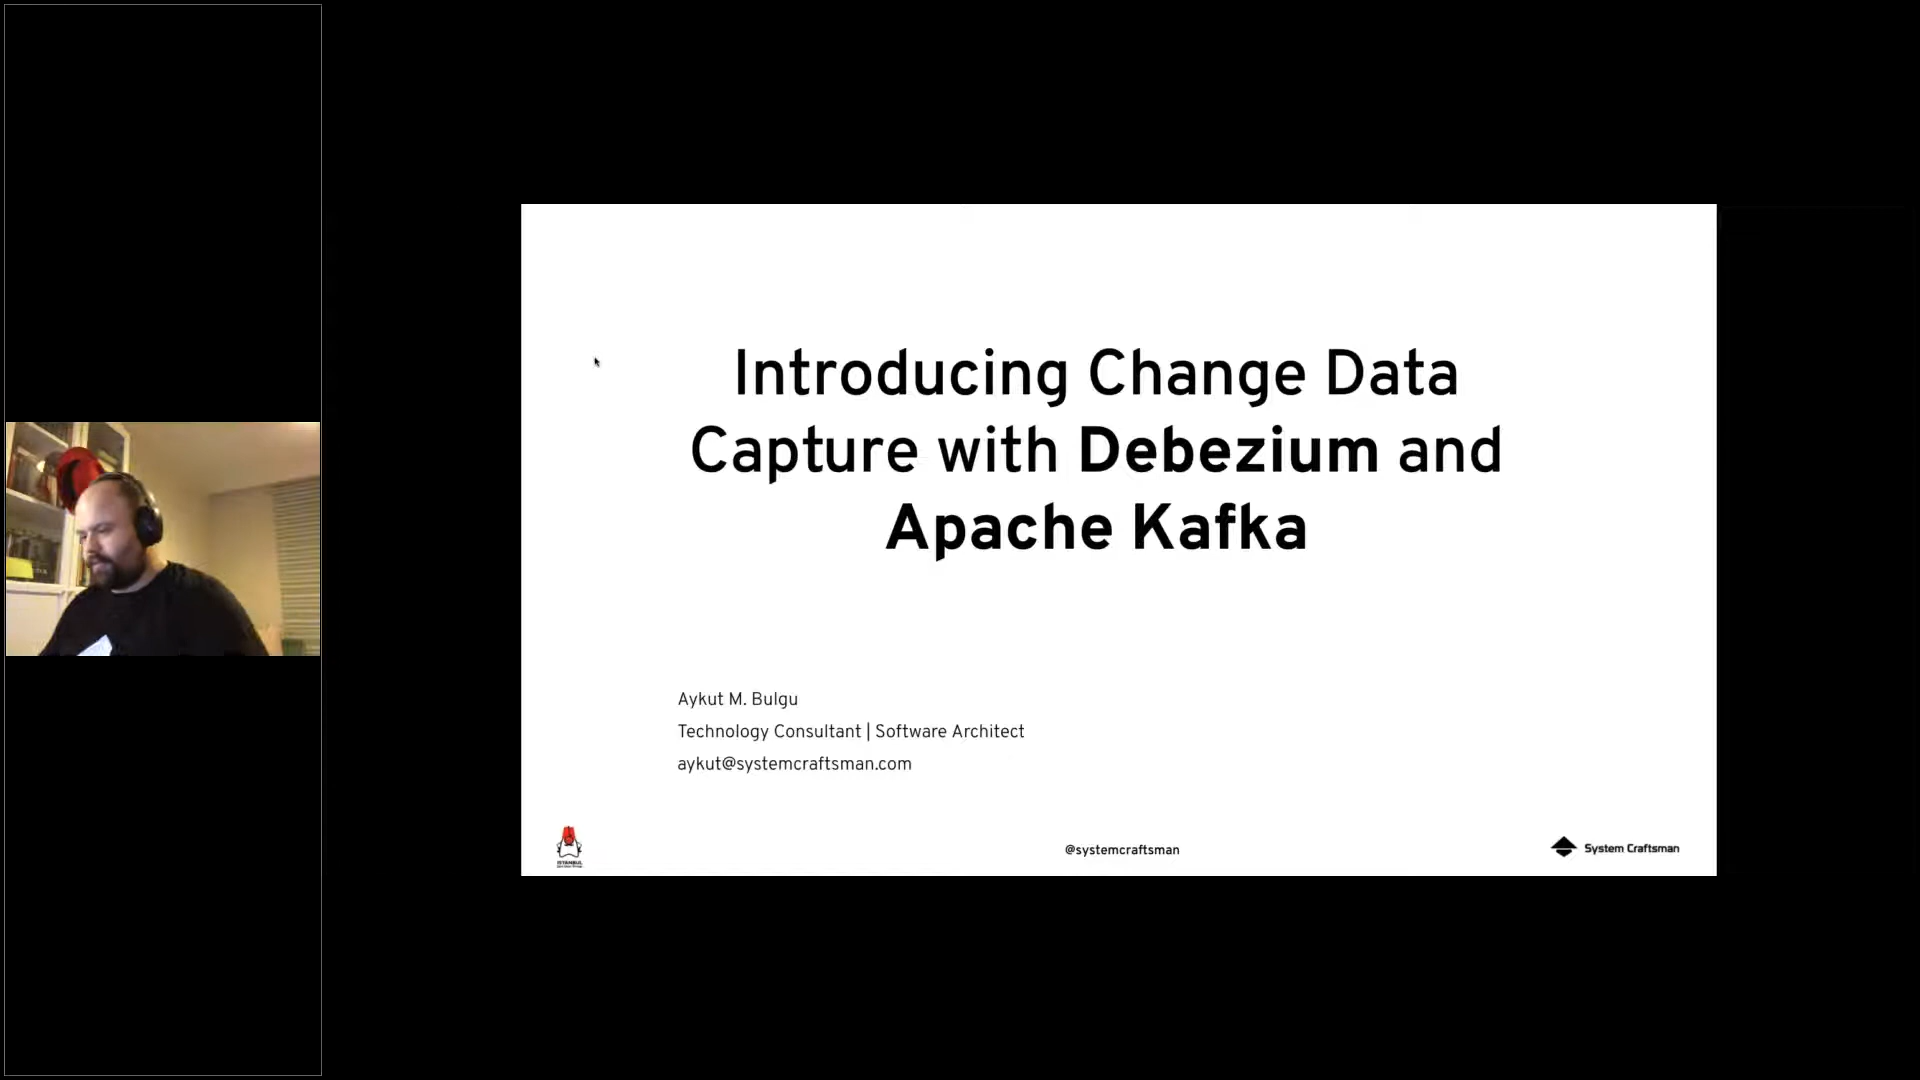 Introducing Change Data
Capture with Debezium and
Apache Kafka
Aykut M. Bulgu
Technology Consultant | Software Architect
aykut@systemcraftsman.com
ISTANBUL
@systemcraftsman
System Craftsman